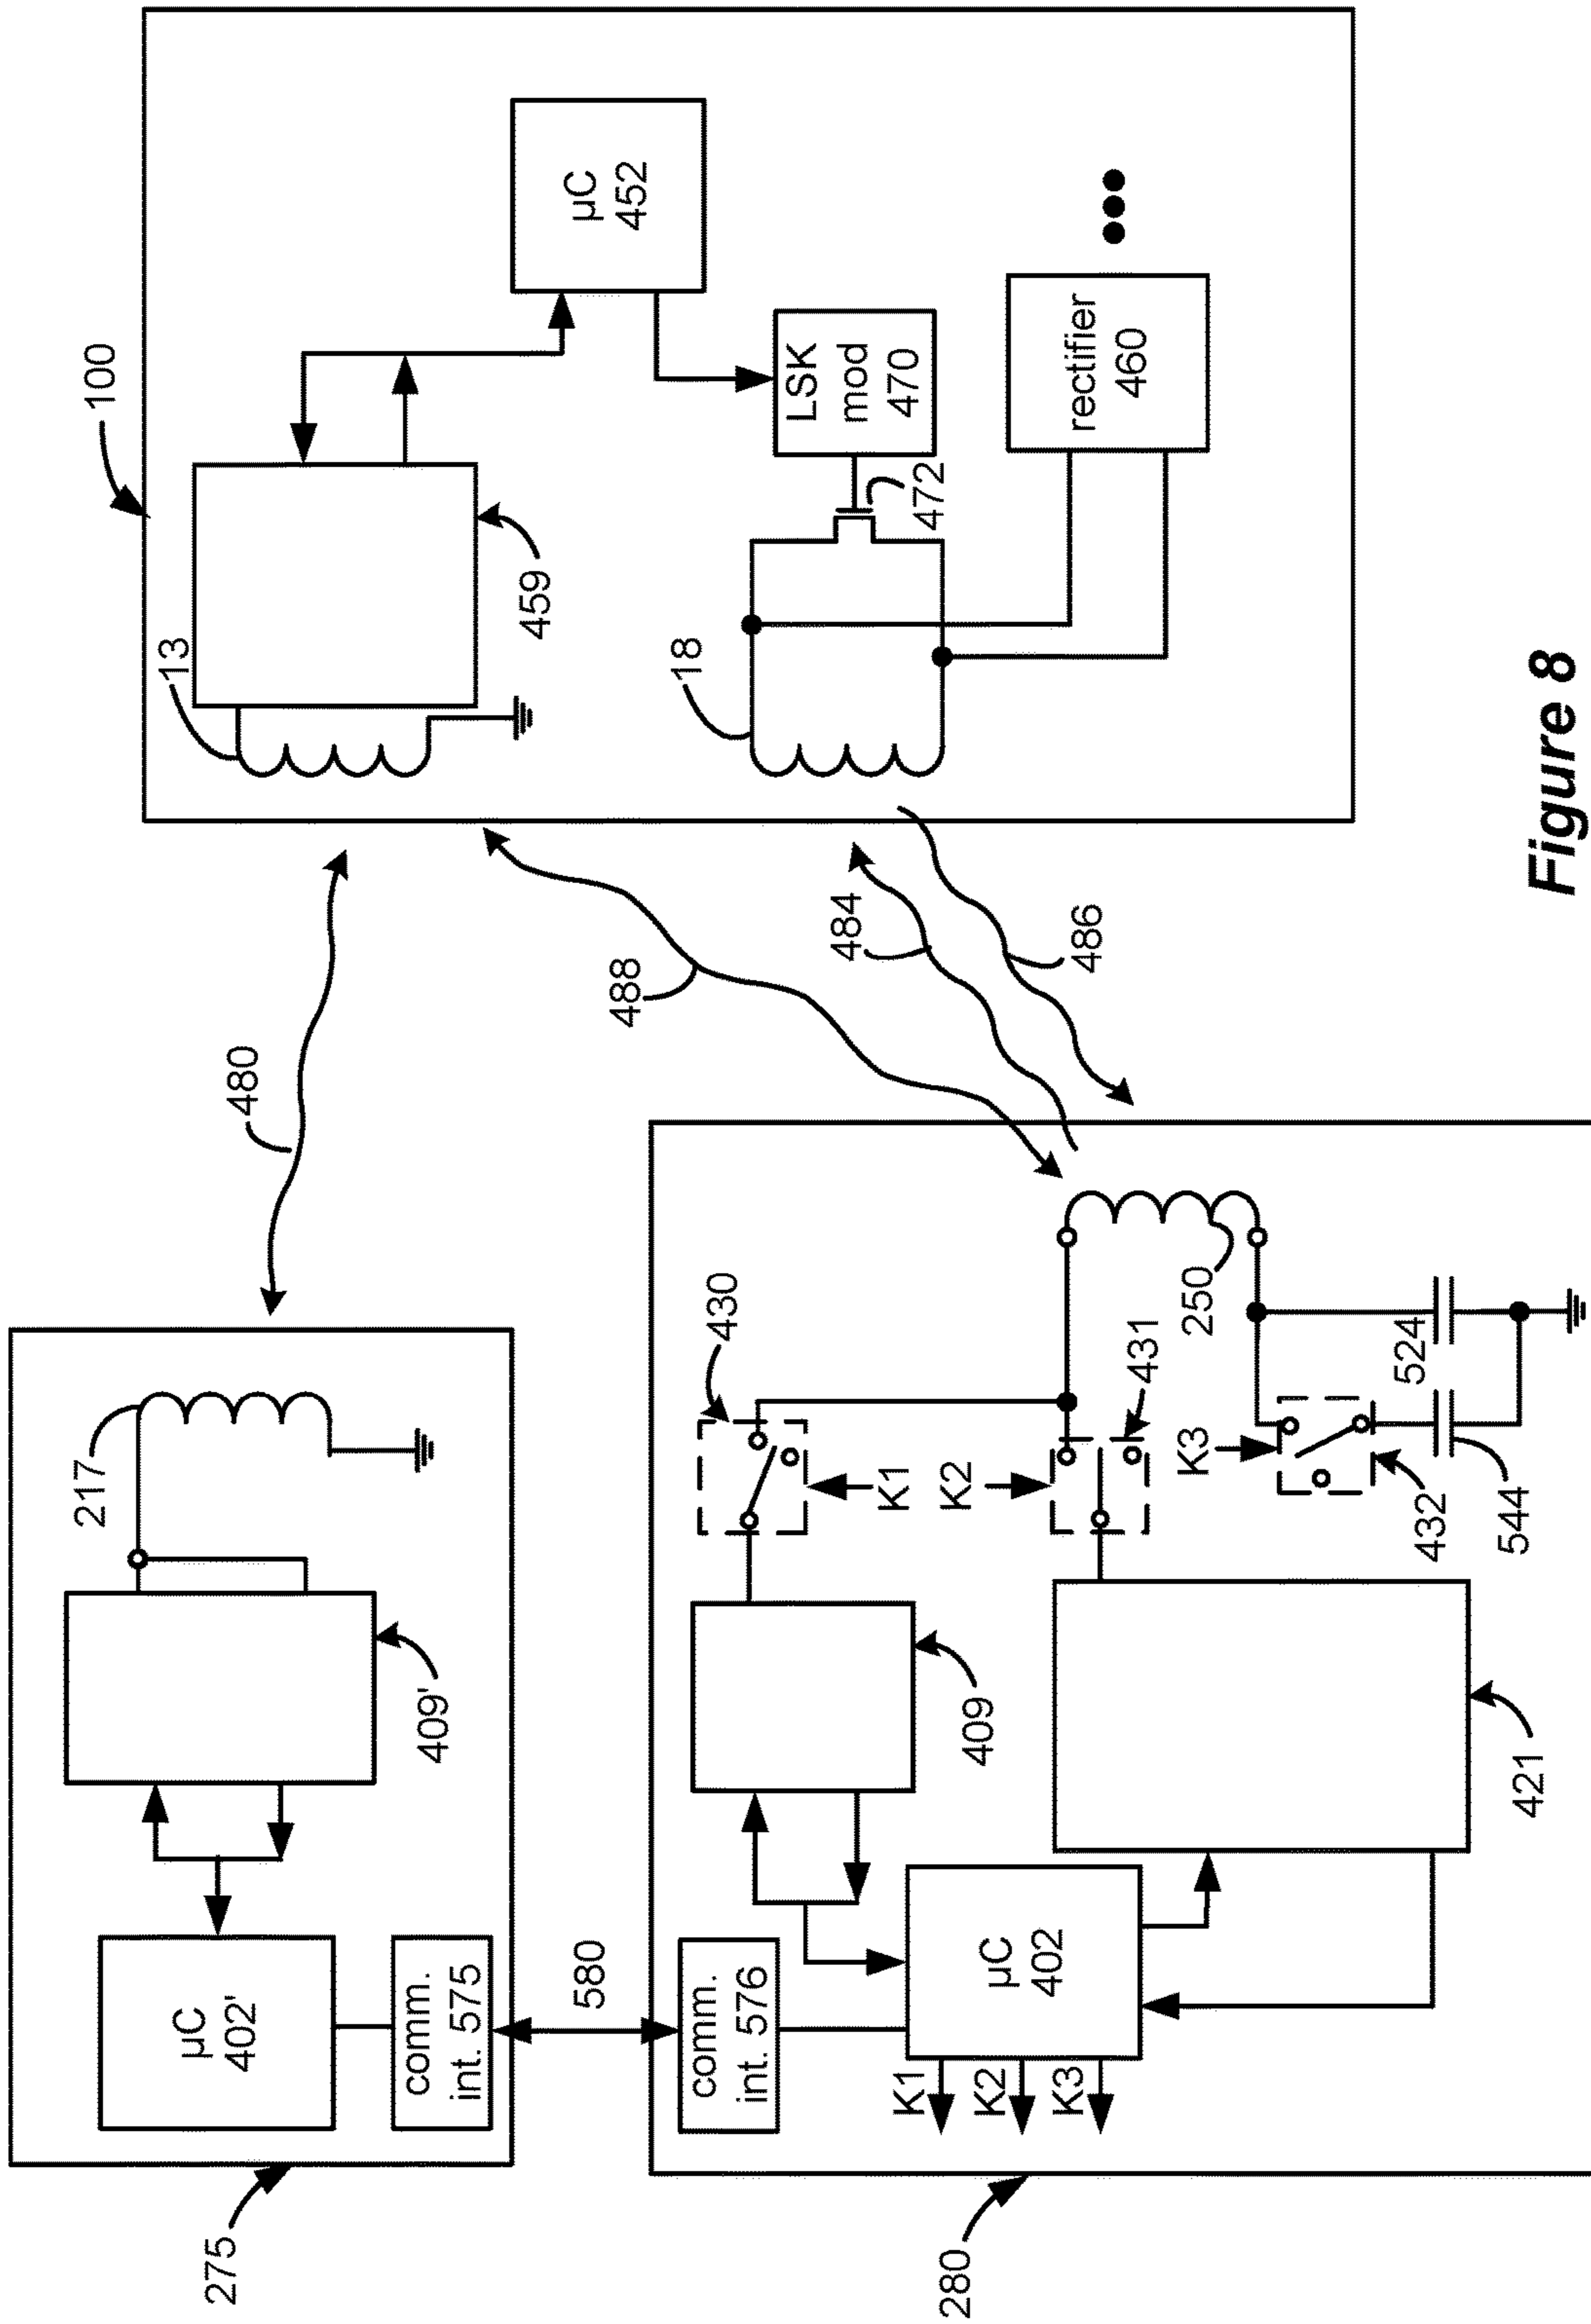 275
µC
402'
comm.
int. 575
409'
217
480
580
280
comm.
int. 576
µC
402
K1
K2
K3
409
421
430
K1
K2
431
K3
432
544
524
250
488
484
486
100
13
459
µC
452
LSK
mod
470
472
18
rectifier
460
Figure 8